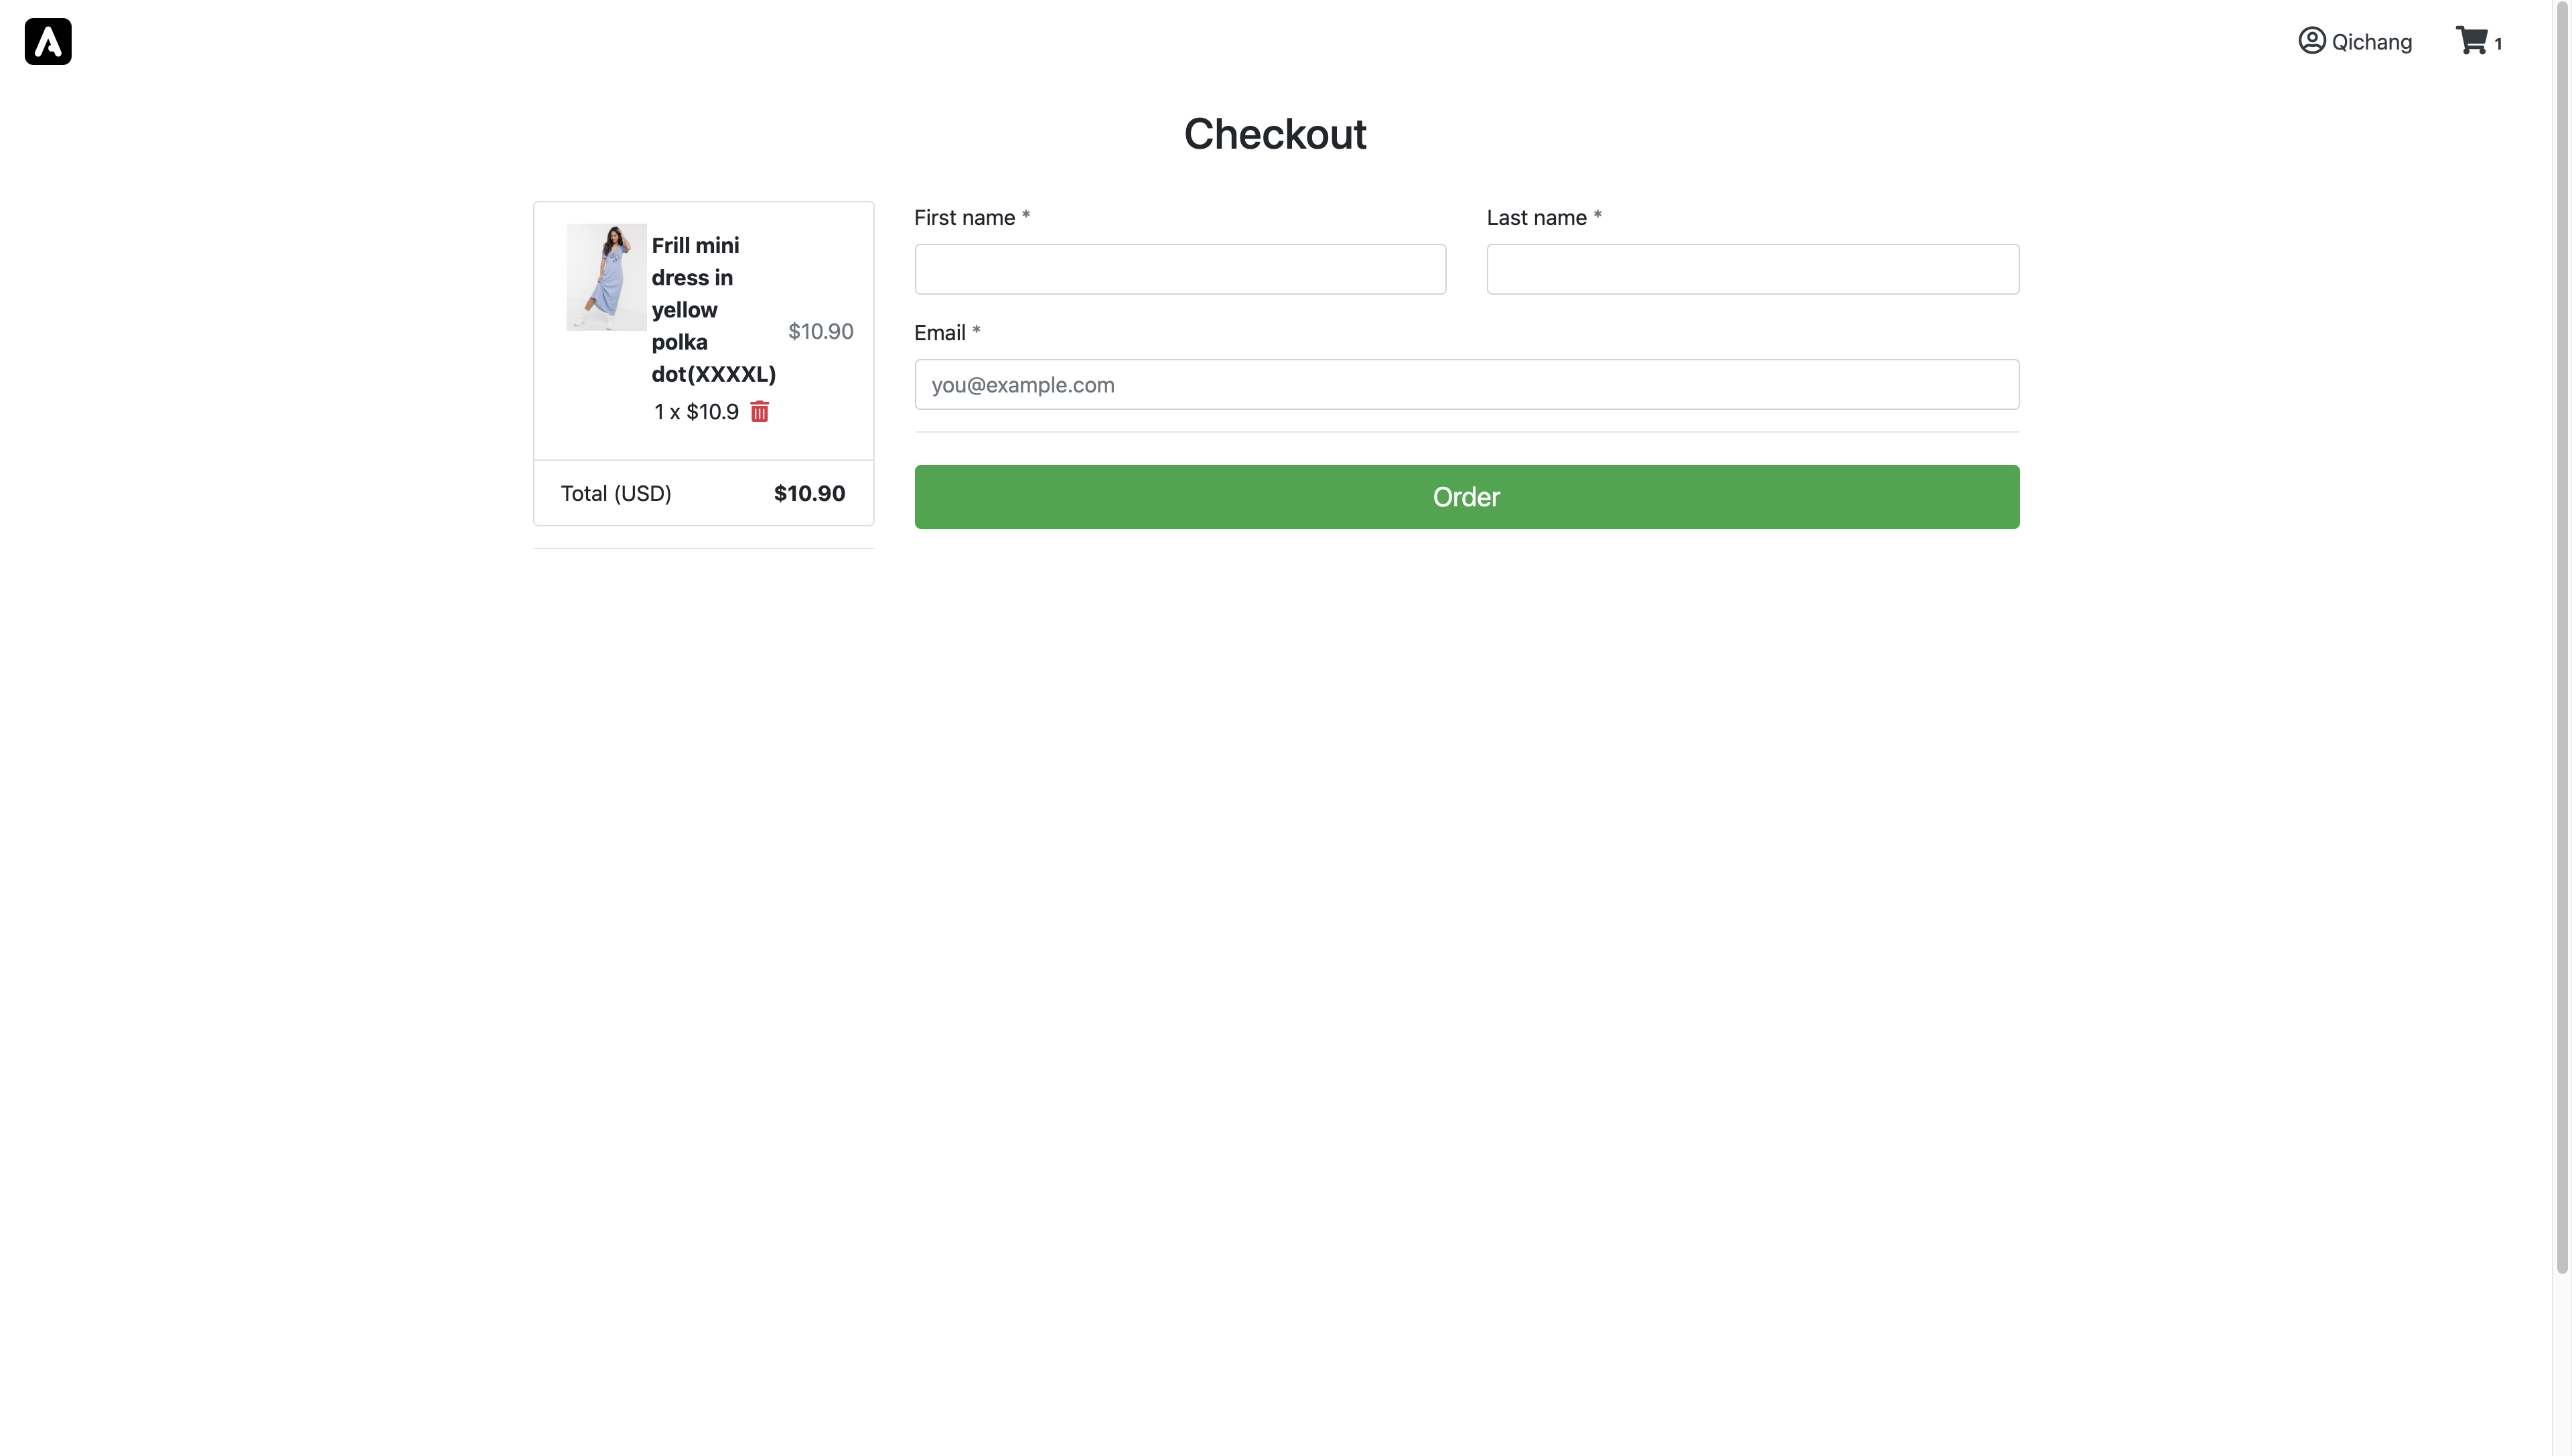 Qichang
1
Checkout
Frill mini
dress in
yellow
polka
dot(XXXXL)
$10.90
1 x $10.9
Total (USD)
$10.90
First name *
Last name *
Email *
you@example.com
Order